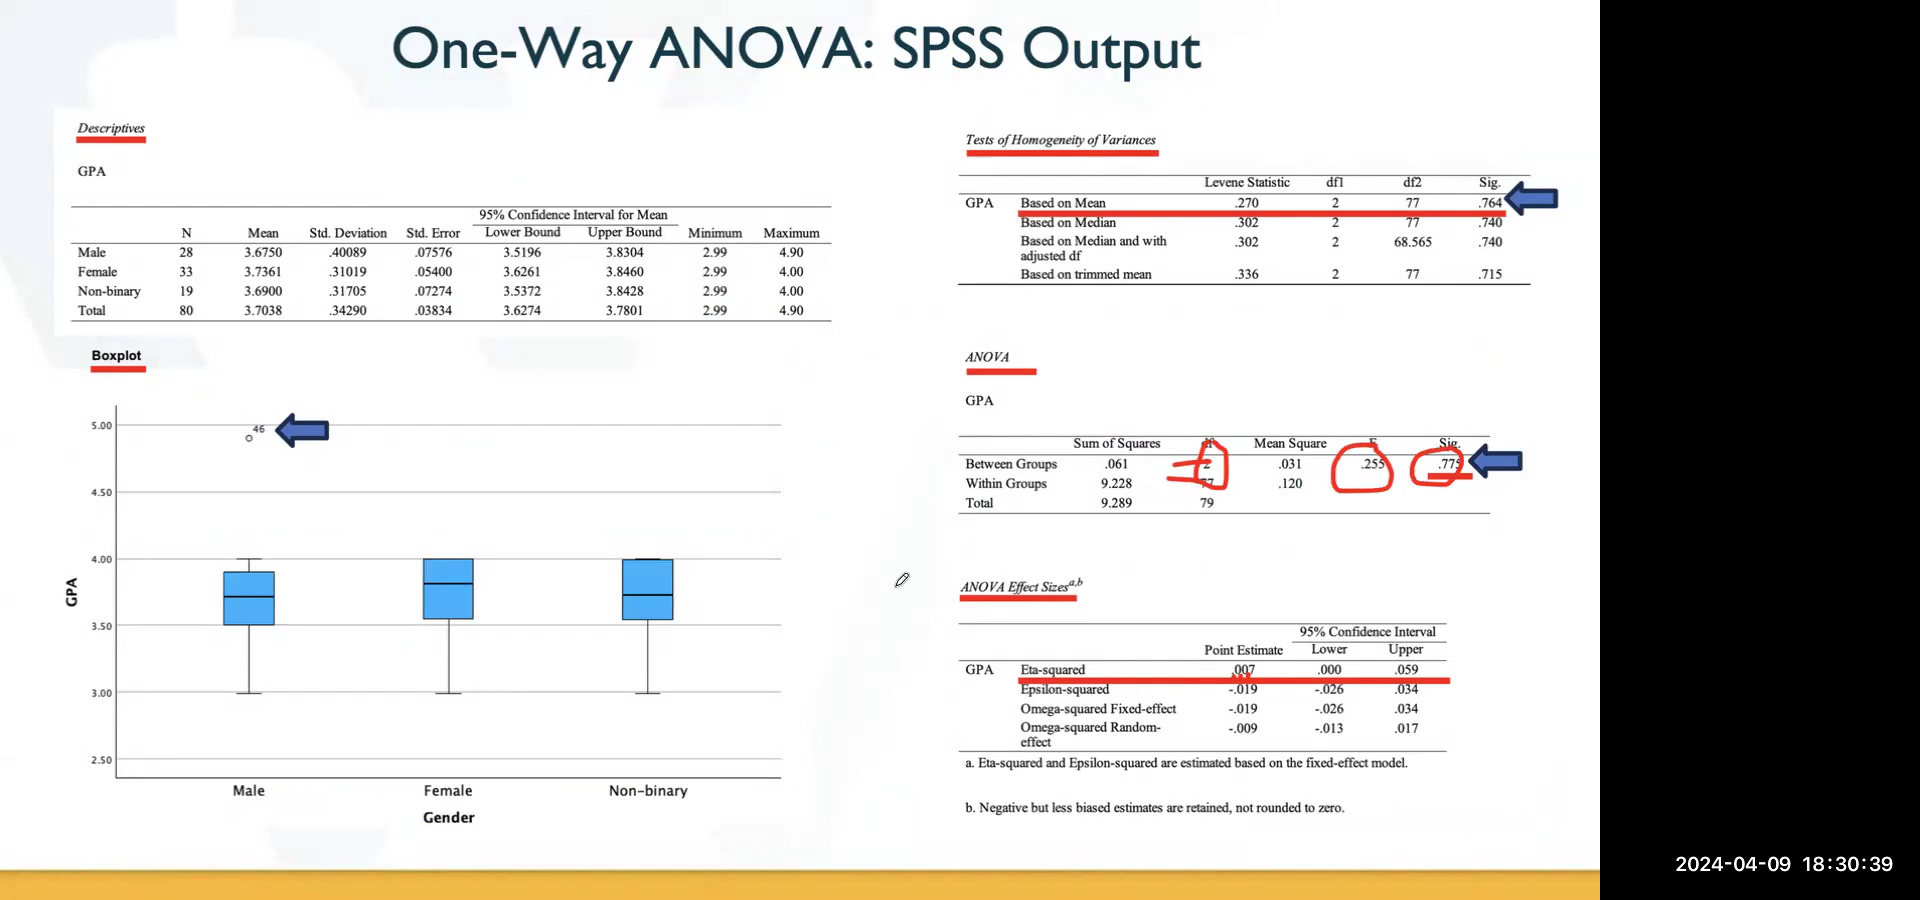 One-Way ANOVA: SPSS Output
Descriptives
GPA
95% Confidence Interval for Mean
N Mean Std. Deviation Std. Error Lower Bound Upper Bound Minimum Maximum
Male 28 3.6750 .40089 .07576 3.5196 3.8304 2.99 4.90
Female 33 3.7361 .31019 .05400 3.6261 3.8460 2.99 4.00
Non-binary 19 3.6900 .31705 .07274 3.5372 3.8428 2.99 4.00
Total 80 3.7038 .34290 .03834 3.6274 3.7801 2.99 4.90
Boxplot
5.00
46
4.50
4.00
3.50
3.00
2.50
GPA
Male Female Non-binary
Gender
Tests of Homogeneity of Variances
Levene Statistic df1 df2 Sig.
GPA Based on Mean .270 2 77 .764
Based on Median .302 2 77 .740
Based on Median and with .302 2 68.565 .740
adjusted df
Based on trimmed mean .336 2 77 .715
ANOVA
GPA
Sum of Squares df Mean Square F Sig.
Between Groups .061 2 .031 .255 .775
Within Groups 9.228 77 .120
Total 9.289 79
ANOVA Effect Sizesa,b
95% Confidence Interval
Point Estimate Lower Upper
GPA Eta-squared .007 .000 .059
Epsilon-squared -.019 -.026 .034
Omega-squared Fixed-effect -.019 -.026 .034
Omega-squared Random- -.009 -.013 .017
effect
a. Eta-squared and Epsilon-squared are estimated based on the fixed-effect model.
b. Negative but less biased estimates are retained, not rounded to zero.
2024-04-09 18:30:39